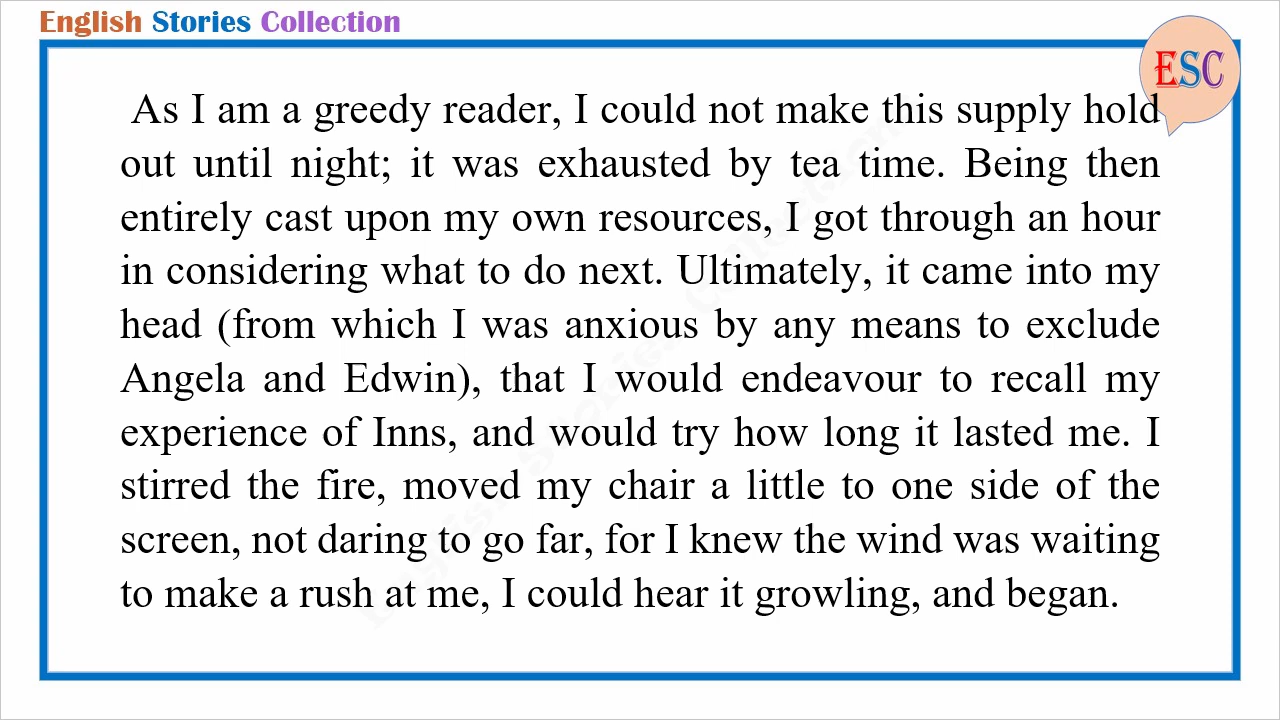 English Stories Collection
ESC
As I am a greedy reader, I could not make this supply hold
out until night; it was exhausted by tea time. Being then
entirely cast upon my own resources, I got through an hour
in considering what to do next. Ultimately, it came into my
head (from which I was anxious by any means to exclude
Angela and Edwin), that I would endeavour to recall my
experience of Inns, and would try how long it lasted me. I
stirred the fire, moved my chair a little to one side of the
screen, not daring to go far, for I knew the wind was waiting
to make a rush at me, I could hear it growling, and began.
English Stories Collection